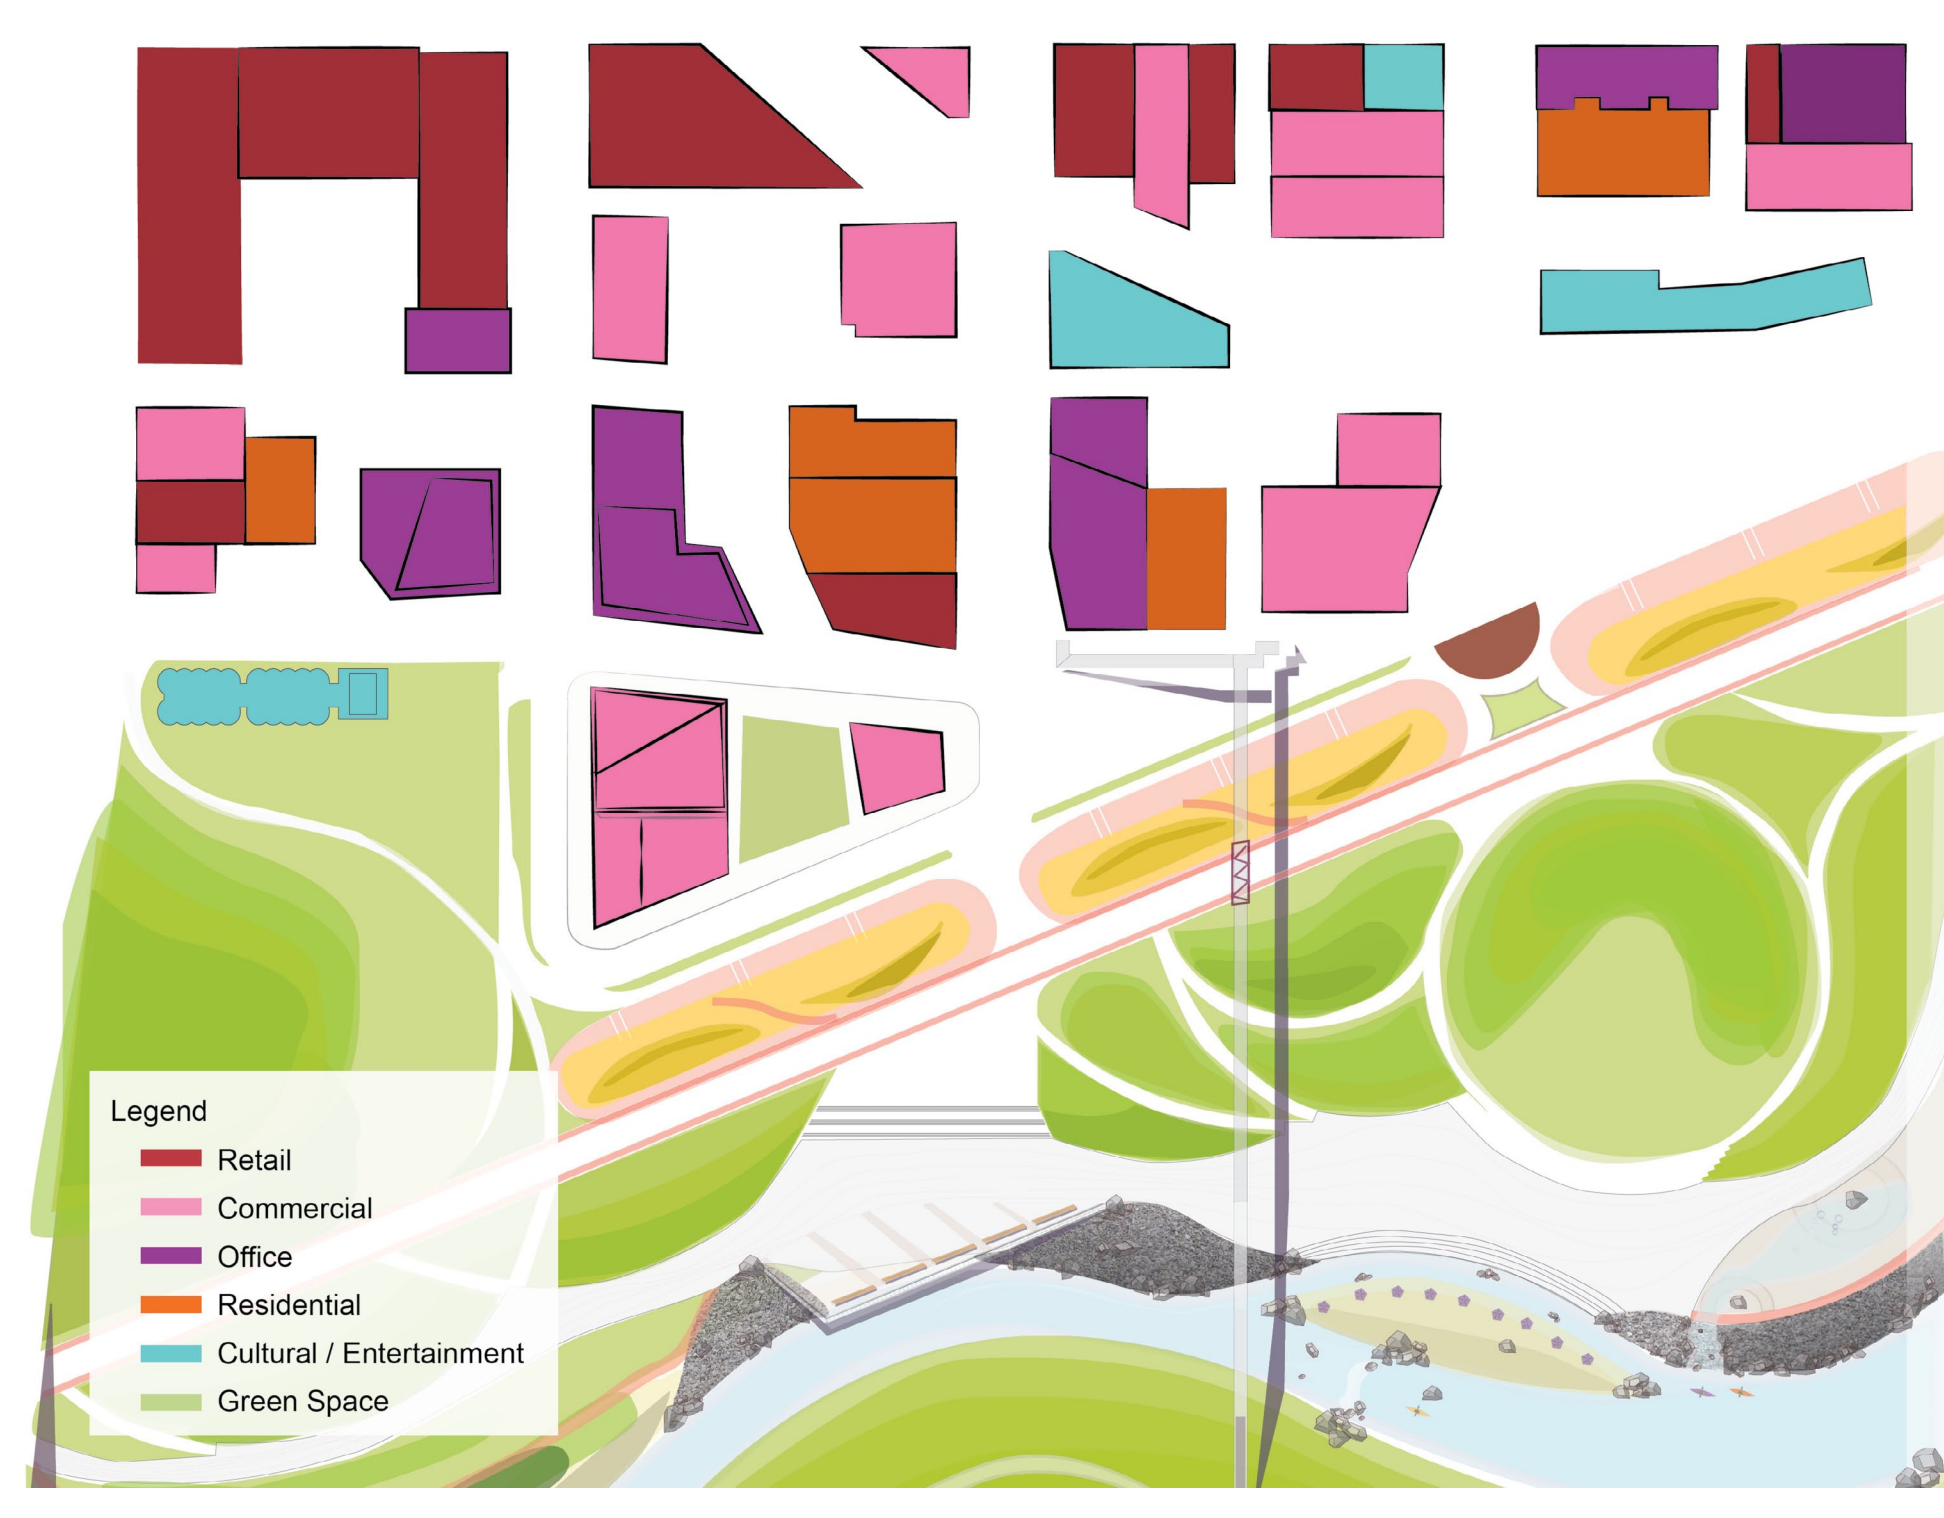 Legend
Retail
Commercial
Office
Residential
Cultural / Entertainment
Green Space